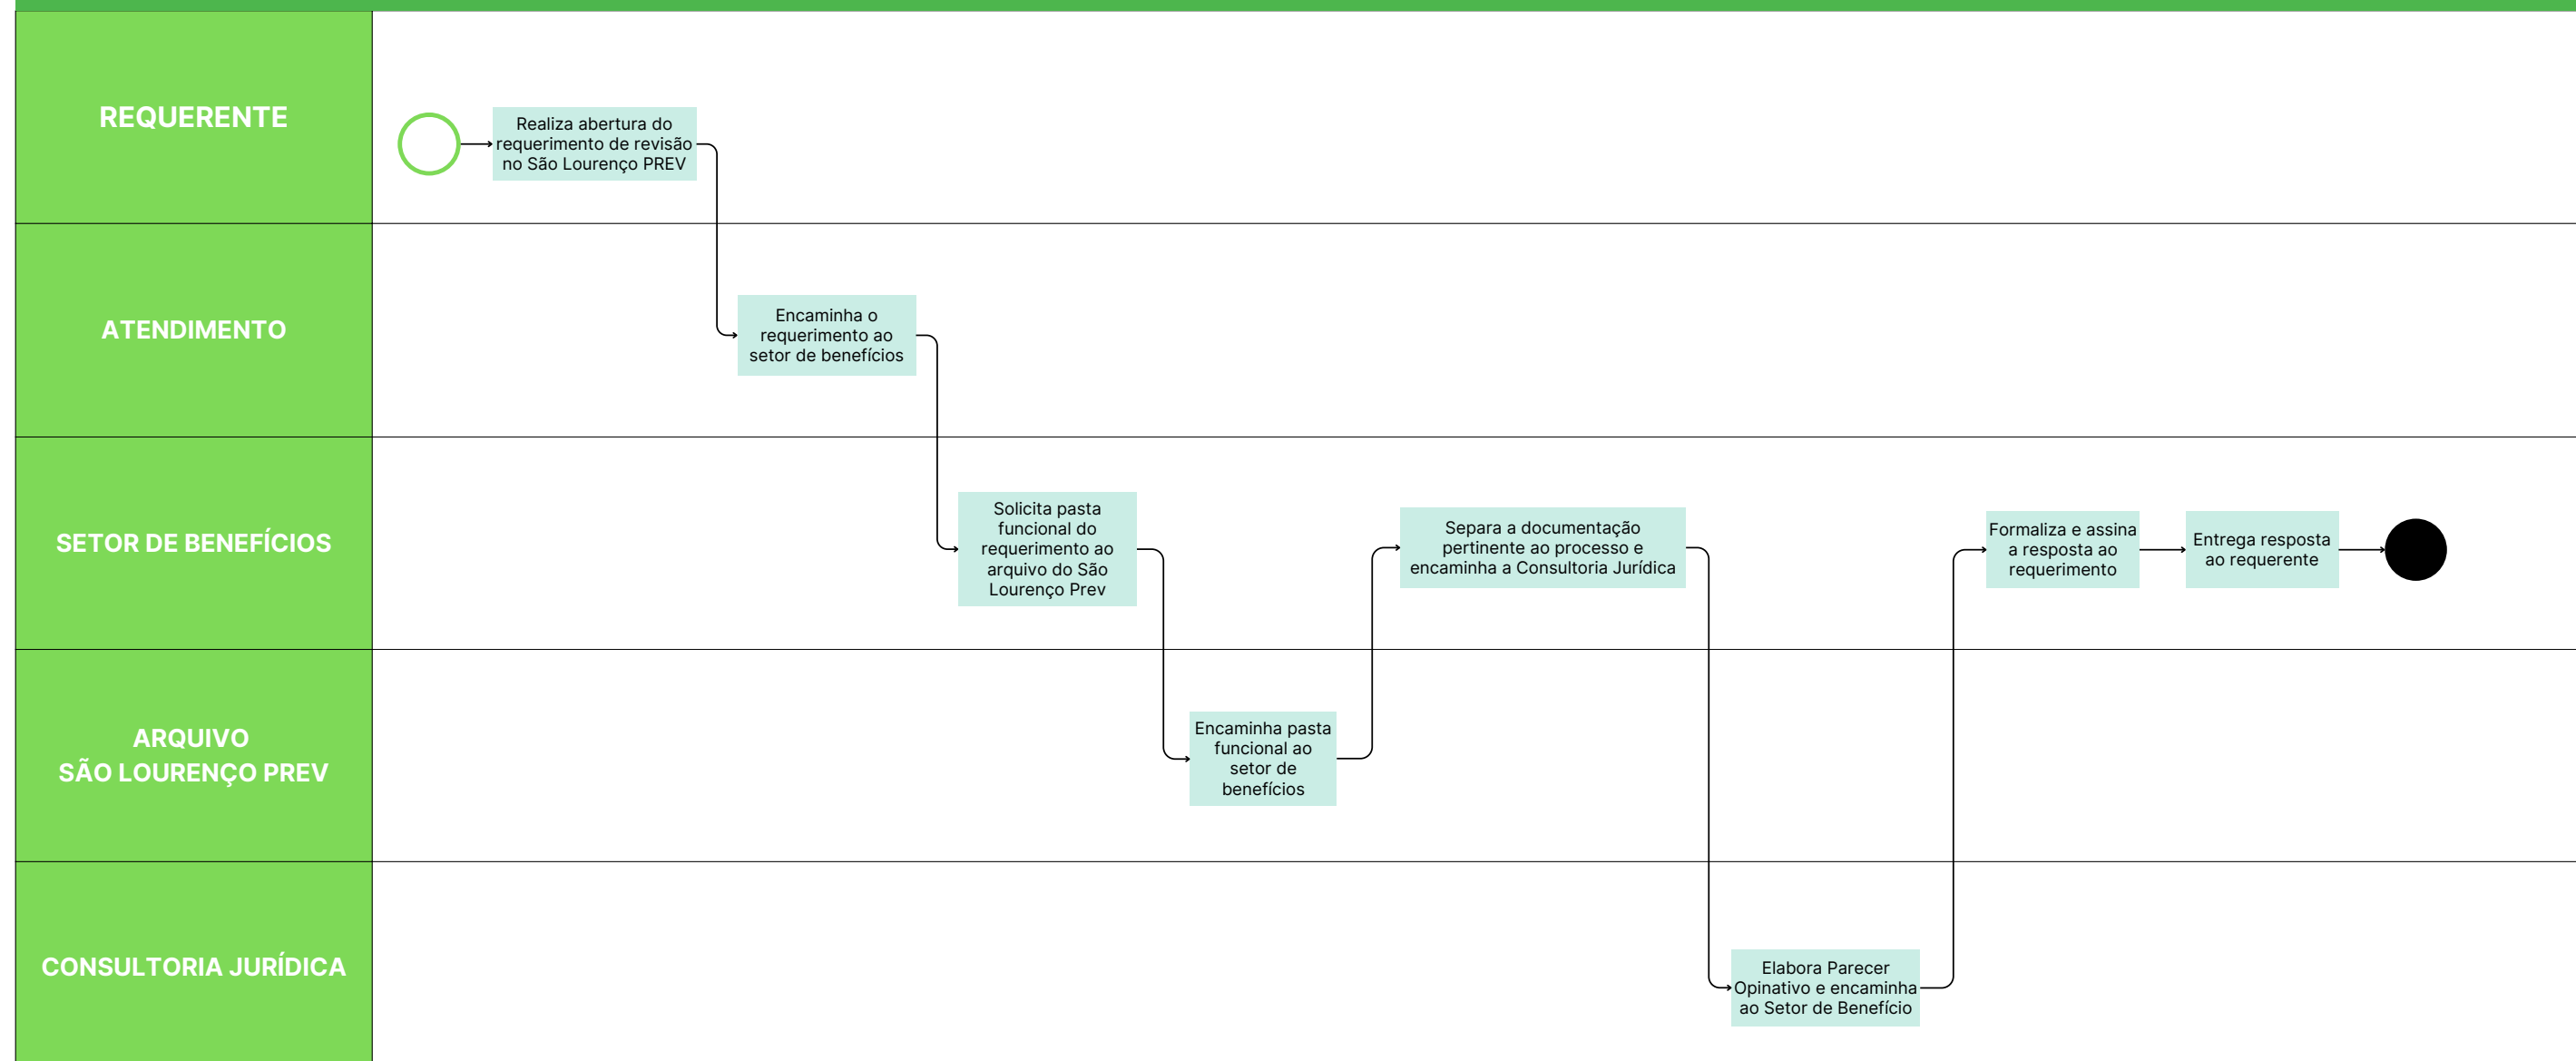 REQUERENTE
Realiza abertura do
requerimento de revisão
no São Lourenço PREV
ATENDIMENTO
Encaminha o
requerimento ao
setor de benefícios
SETOR DE BENEFÍCIOS
Solicita pasta
funcional do
requerimento ao
arquivo do São
Lourenço Prev
Separa a documentação
pertinente ao processo e
encaminha a Consultoria Jurídica
Formaliza e assina
a resposta ao
requerimento
Entrega resposta
ao requerente
ARQUIVO
SÃO LOURENÇO PREV
Encaminha pasta
funcional ao
setor de
benefícios
CONSULTORIA JURÍDICA
Elabora Parecer
Opinativo e encaminha
ao Setor de Benefício